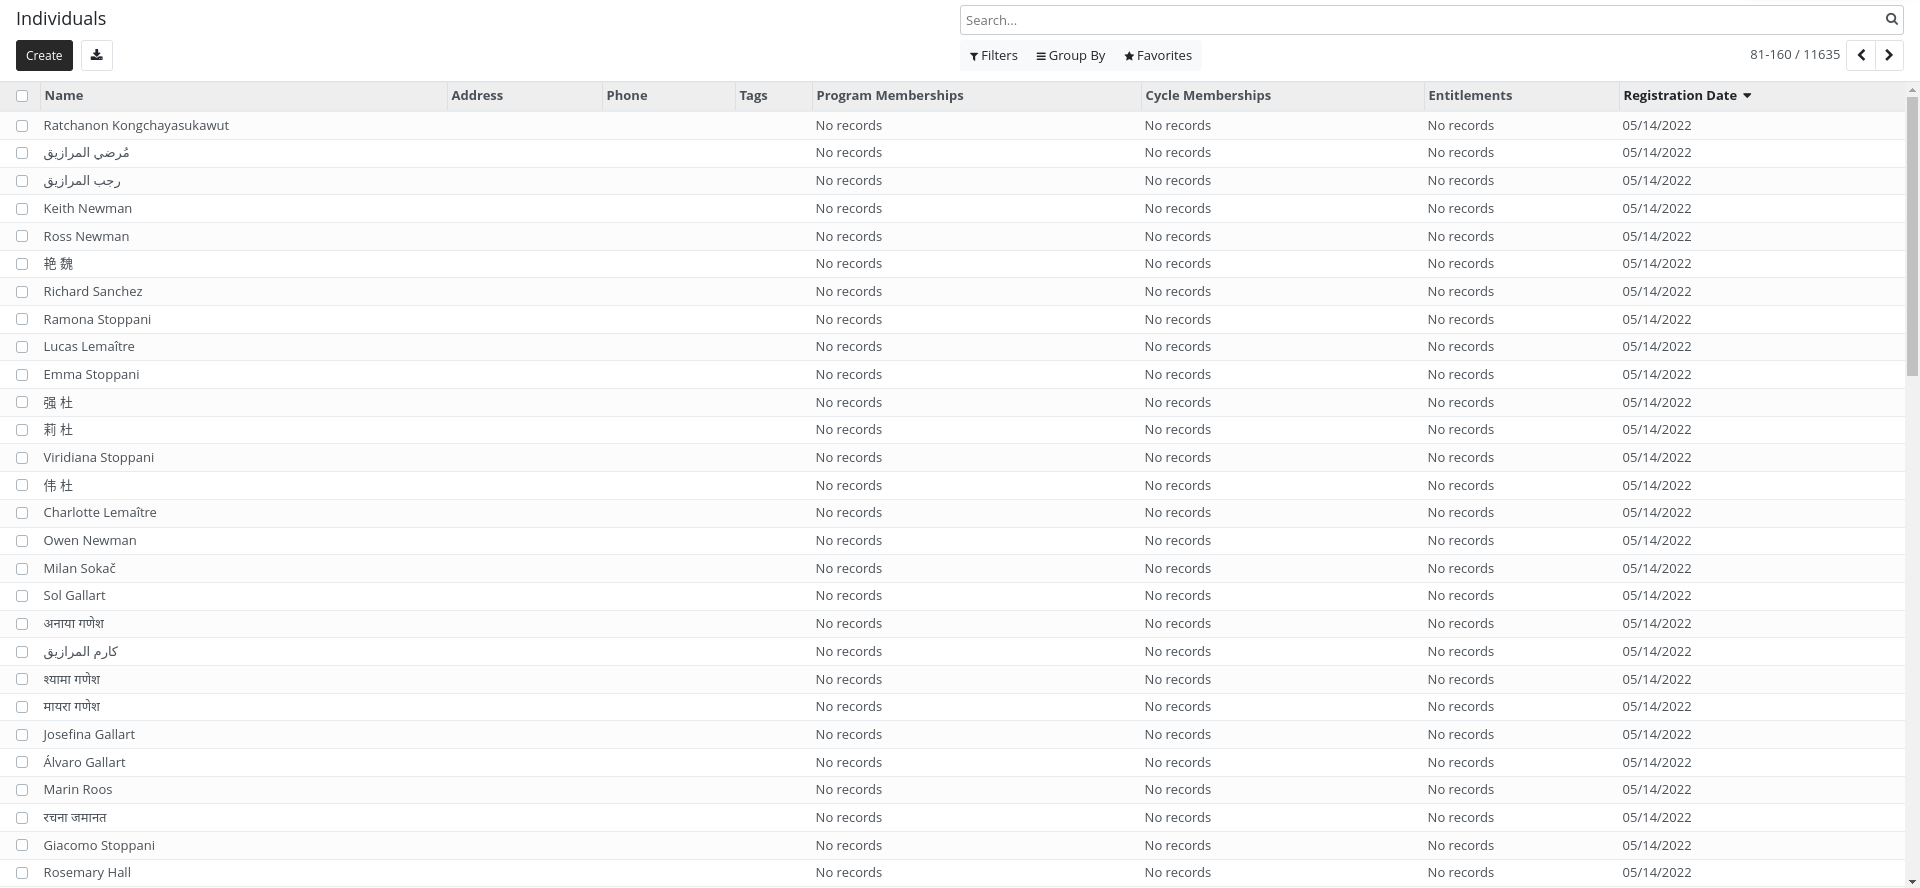 Individuals
Search...
Create
Filters Group By Favorites 81-160 / 11635
Name Address Phone Tags Program Memberships Cycle Memberships Entitlements Registration Date
Ratchanon Kongchayasukawut No records No records No records 05/14/2022
مُرضي المرازيق No records No records No records 05/14/2022
رجب المرازيق No records No records No records 05/14/2022
Keith Newman No records No records No records 05/14/2022
Ross Newman No records No records No records 05/14/2022
艳 魏 No records No records No records 05/14/2022
Richard Sanchez No records No records No records 05/14/2022
Ramona Stoppani No records No records No records 05/14/2022
Lucas Lemaître No records No records No records 05/14/2022
Emma Stoppani No records No records No records 05/14/2022
强 杜 No records No records No records 05/14/2022
莉 杜 No records No records No records 05/14/2022
Viridiana Stoppani No records No records No records 05/14/2022
伟 杜 No records No records No records 05/14/2022
Charlotte Lemaître No records No records No records 05/14/2022
Owen Newman No records No records No records 05/14/2022
Milan Sokač No records No records No records 05/14/2022
Sol Gallart No records No records No records 05/14/2022
अनाया गणेश No records No records No records 05/14/2022
كارم المرازيق No records No records No records 05/14/2022
श्यामा गणेश No records No records No records 05/14/2022
मायरा गणेश No records No records No records 05/14/2022
Josefina Gallart No records No records No records 05/14/2022
Álvaro Gallart No records No records No records 05/14/2022
Marin Roos No records No records No records 05/14/2022
रचना जमानत No records No records No records 05/14/2022
Giacomo Stoppani No records No records No records 05/14/2022
Rosemary Hall No records No records No records 05/14/2022